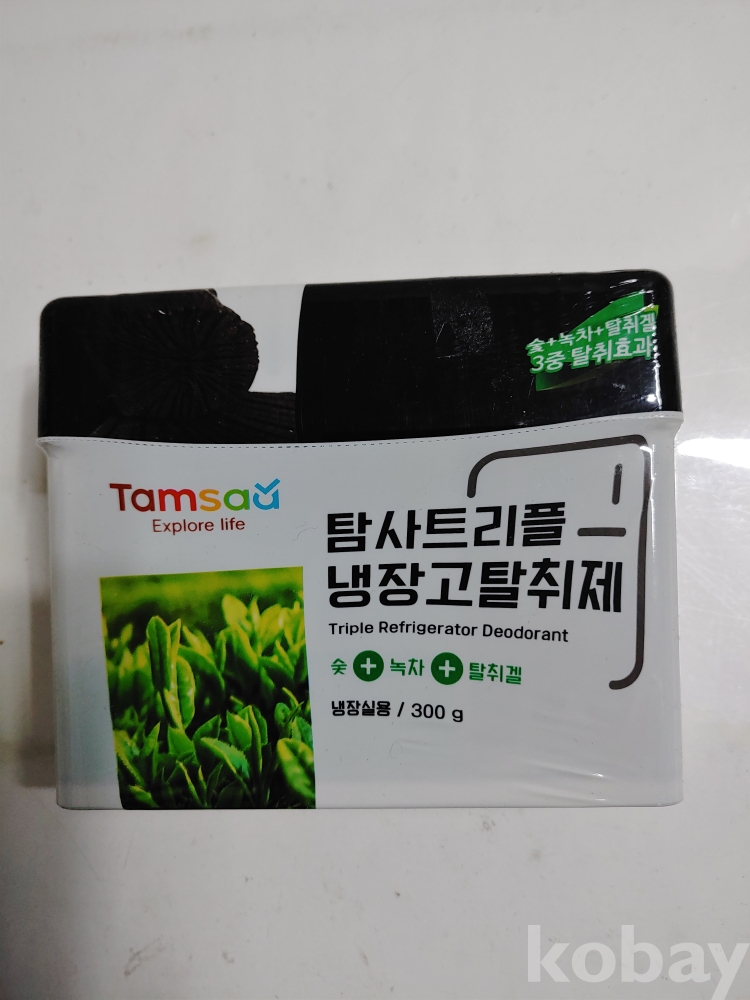 숯+녹차+탈취겔
3중 탈취효과
Tamsaa
Explore life
탐사트리플
냉장고탈취제
Triple Refrigerator Deodorant
숯 + 녹차 + 탈취겔
냉장실용 / 300 g
kobay